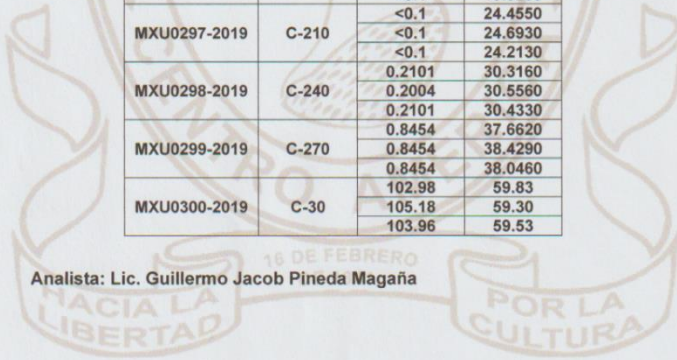 <0.1 24.4550
MXU0297-2019 C-210 <0.1 24.6930
<0.1 24.2130
0.2101 30.3160
MXU0298-2019 C-240 0.2004 30.5560
0.2101 30.4330
0.8454 37.6620
MXU0299-2019 C-270 0.8454 38.4290
0.8454 38.0460
102.98 59.83
MXU0300-2019 C-30 105.18 59.30
103.96 59.53
16 DE FEBRERO
Analista: Lic. Guillermo Jacob Pineda Magaña
HACIA LA
LIBERTAD
POR LA
CULTURA
CENTRO